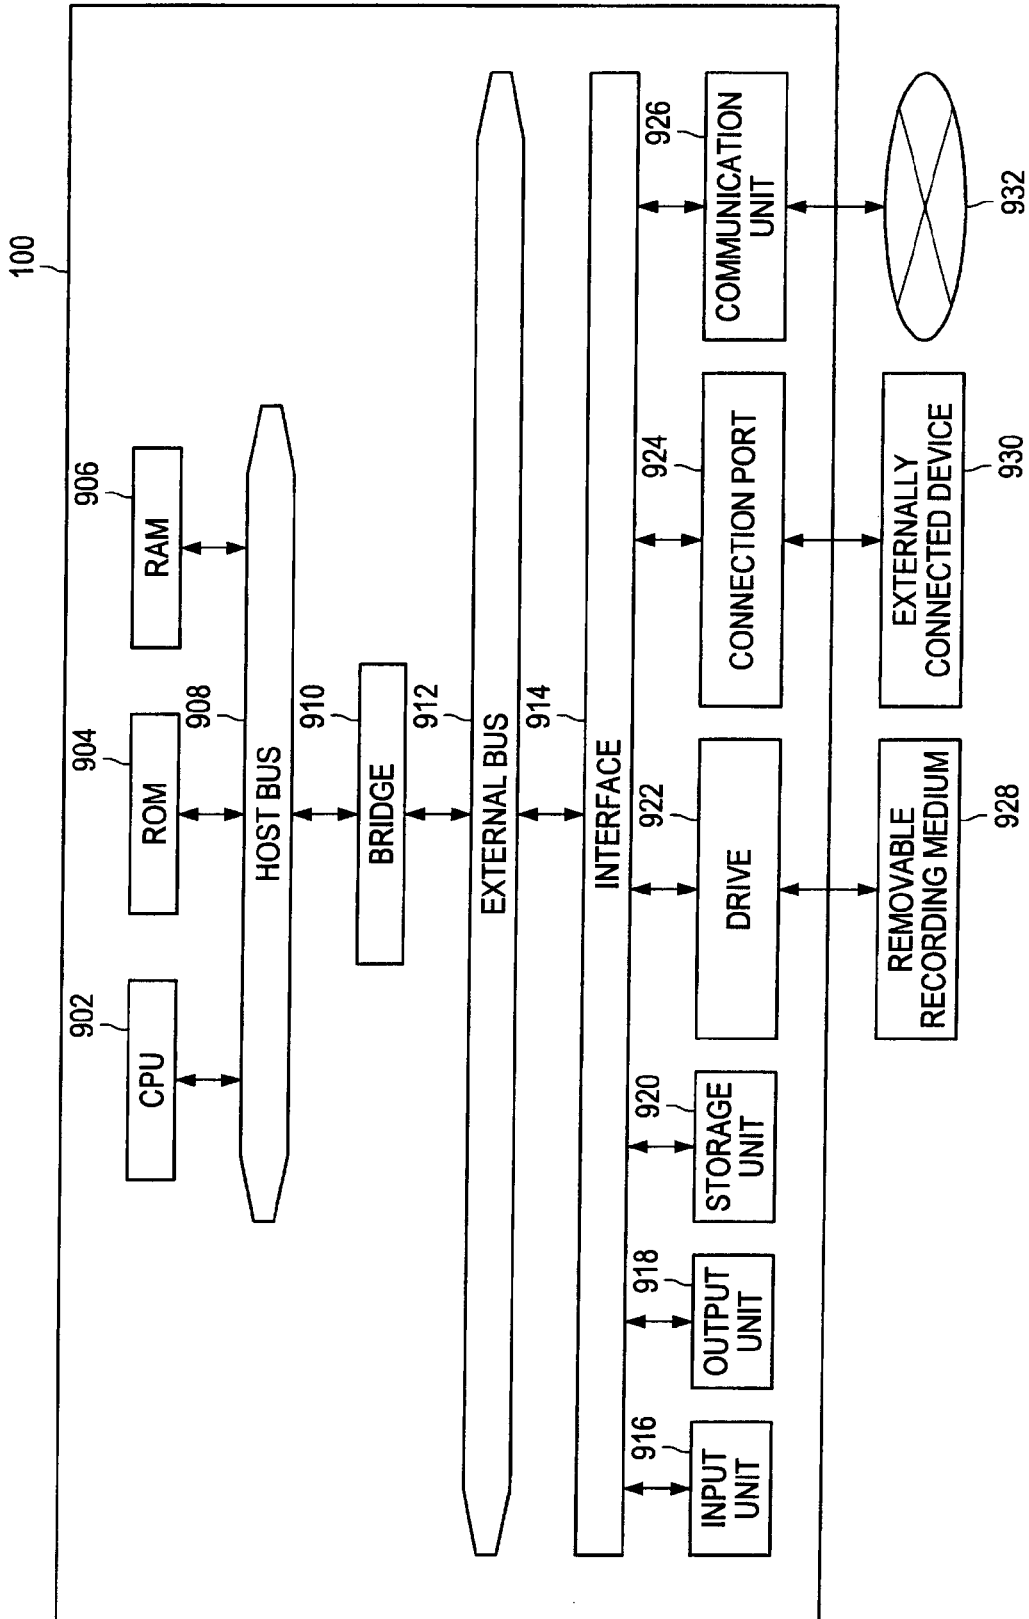 100
902
CPU
904
ROM
906
RAM
908
HOST BUS
910
BRIDGE
912
EXTERNAL BUS
914
INTERFACE
916
INPUT
UNIT
918
OUTPUT
UNIT
920
STORAGE
UNIT
922
DRIVE
924
CONNECTION PORT
926
COMMUNICATION
UNIT
REMOVABLE
RECORDING MEDIUM
928
EXTERNALLY
CONNECTED DEVICE
930
932